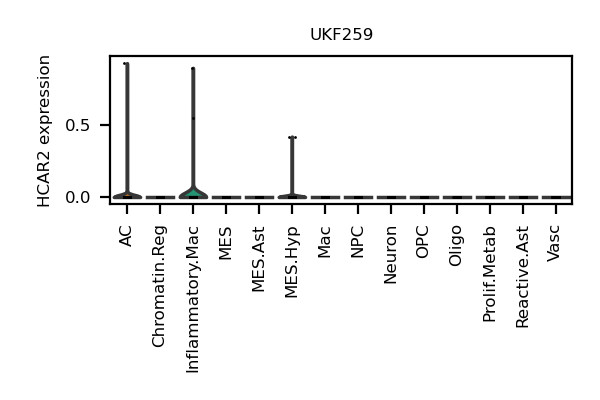 UKF259
HCAR2 expression
0.5
0.0
AC
Chromatin.Reg
Inflammatory.Mac
MES
MES.Ast
MES.Hyp
Mac
NPC
Neuron
OPC
Oligo
Prolif.Metab
Reactive.Ast
Vasc